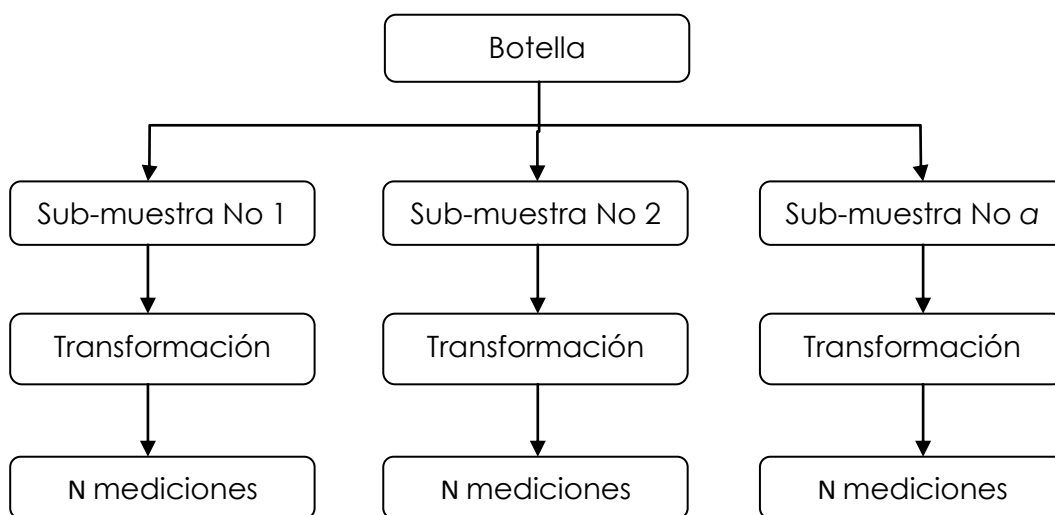 Botella
Sub-muestra No 1
Sub-muestra No 2
Sub-muestra No a
Transformación
Transformación
Transformación
N mediciones
N mediciones
N mediciones